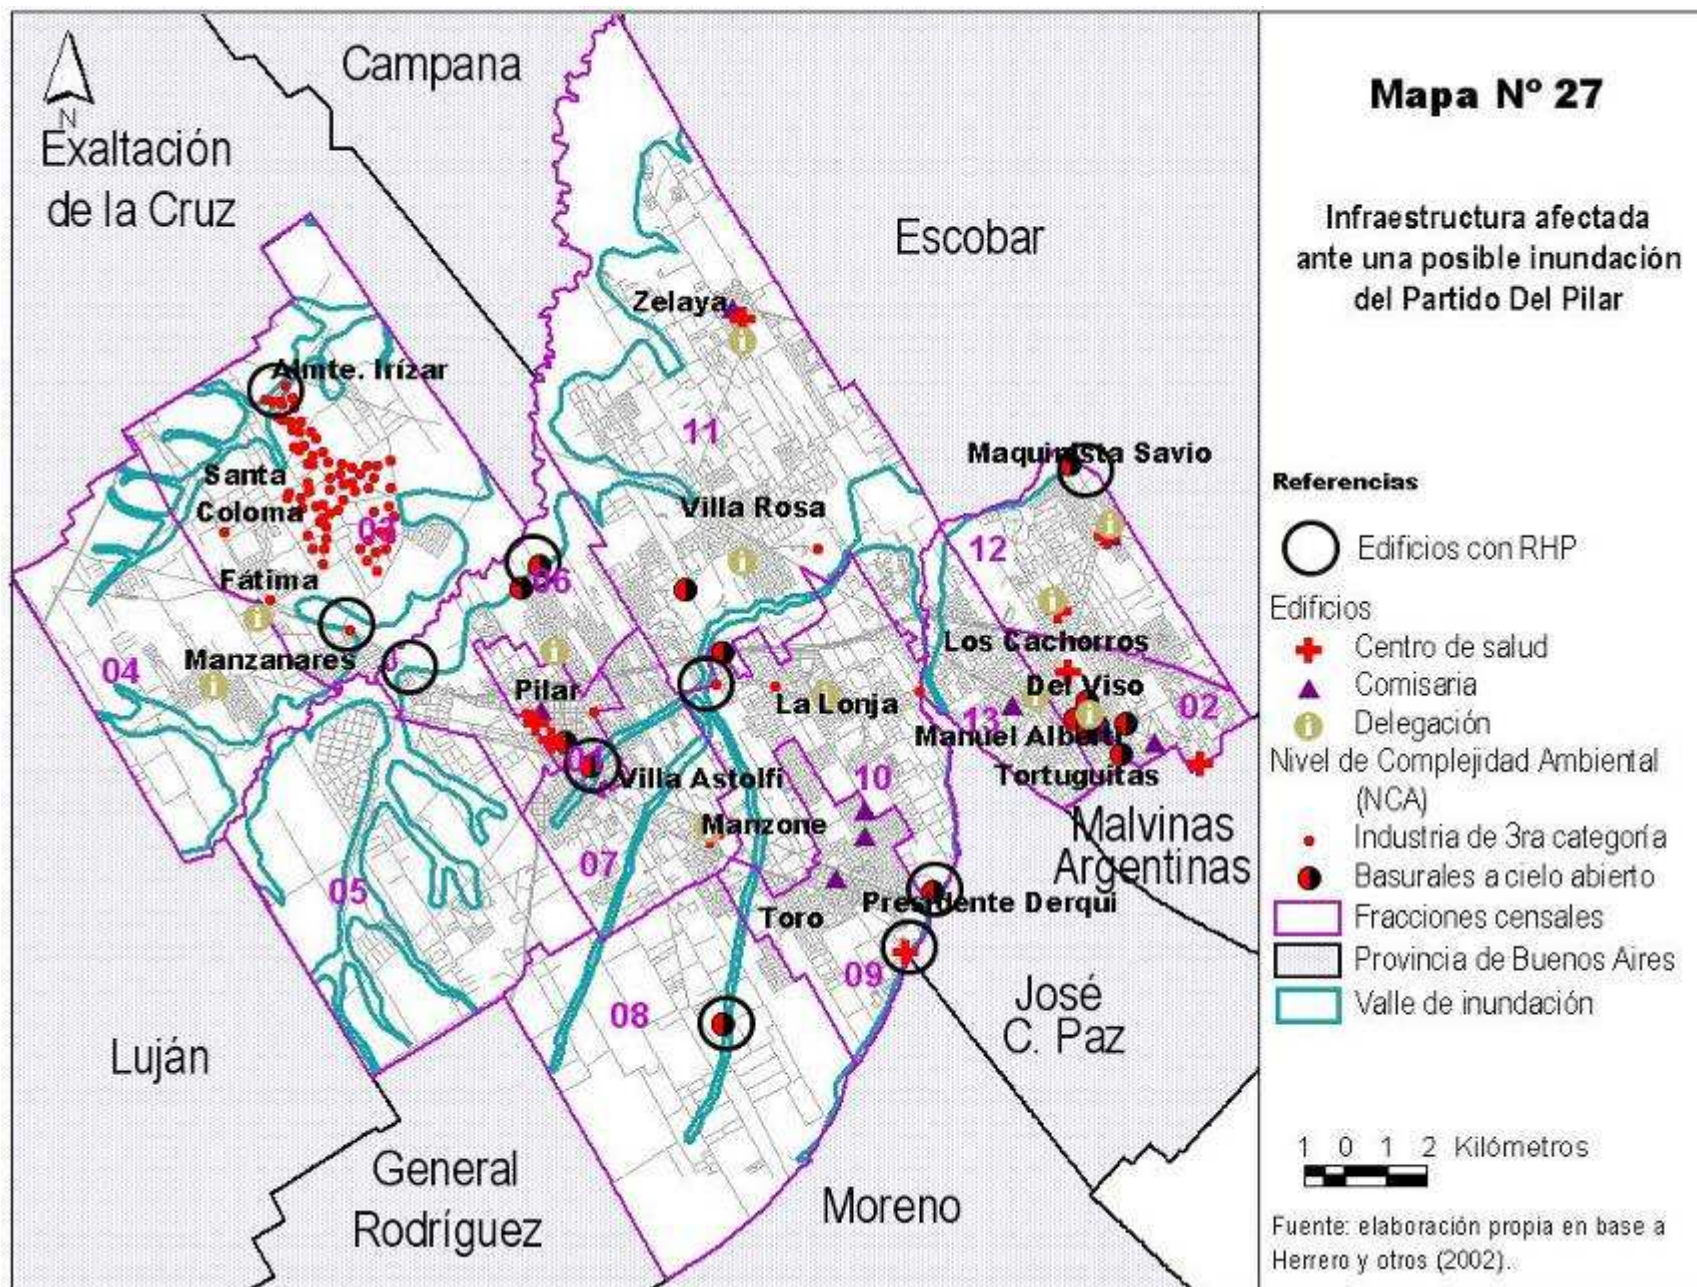 Campana
N
Exaltación
de la Cruz
Escobar
Zelaya
Almte. Irízar
11
Maquinista Savio
Santa
Coloma
03
Villa Rosa
12
Fátima
06
Los Cachorros
Manzanares
04
Pilar
Del Viso
02
La Lonja
13
Manuel Alberti
Villa Astolfi
10
Tortuguitas
Manzone
Malvinas
Argentinas
07
05
Presidente Derqui
Toro
09
08
José
C. Paz
Luján
General
Rodríguez
Moreno
Mapa Nº 27
Infraestructura afectada
ante una posible inundación
del Partido Del Pilar
Referencias
Edificios con RHP
Edificios
Centro de salud
Comisaria
Delegación
Nivel de Complejidad Ambiental
(NCA)
Industria de 3ra categoría
Basurales a cielo abierto
Fracciones censales
Provincia de Buenos Aires
Valle de inundación
1 0 1 2 Kilómetros
Fuente: elaboración propia en base a
Herrero y otros (2002).